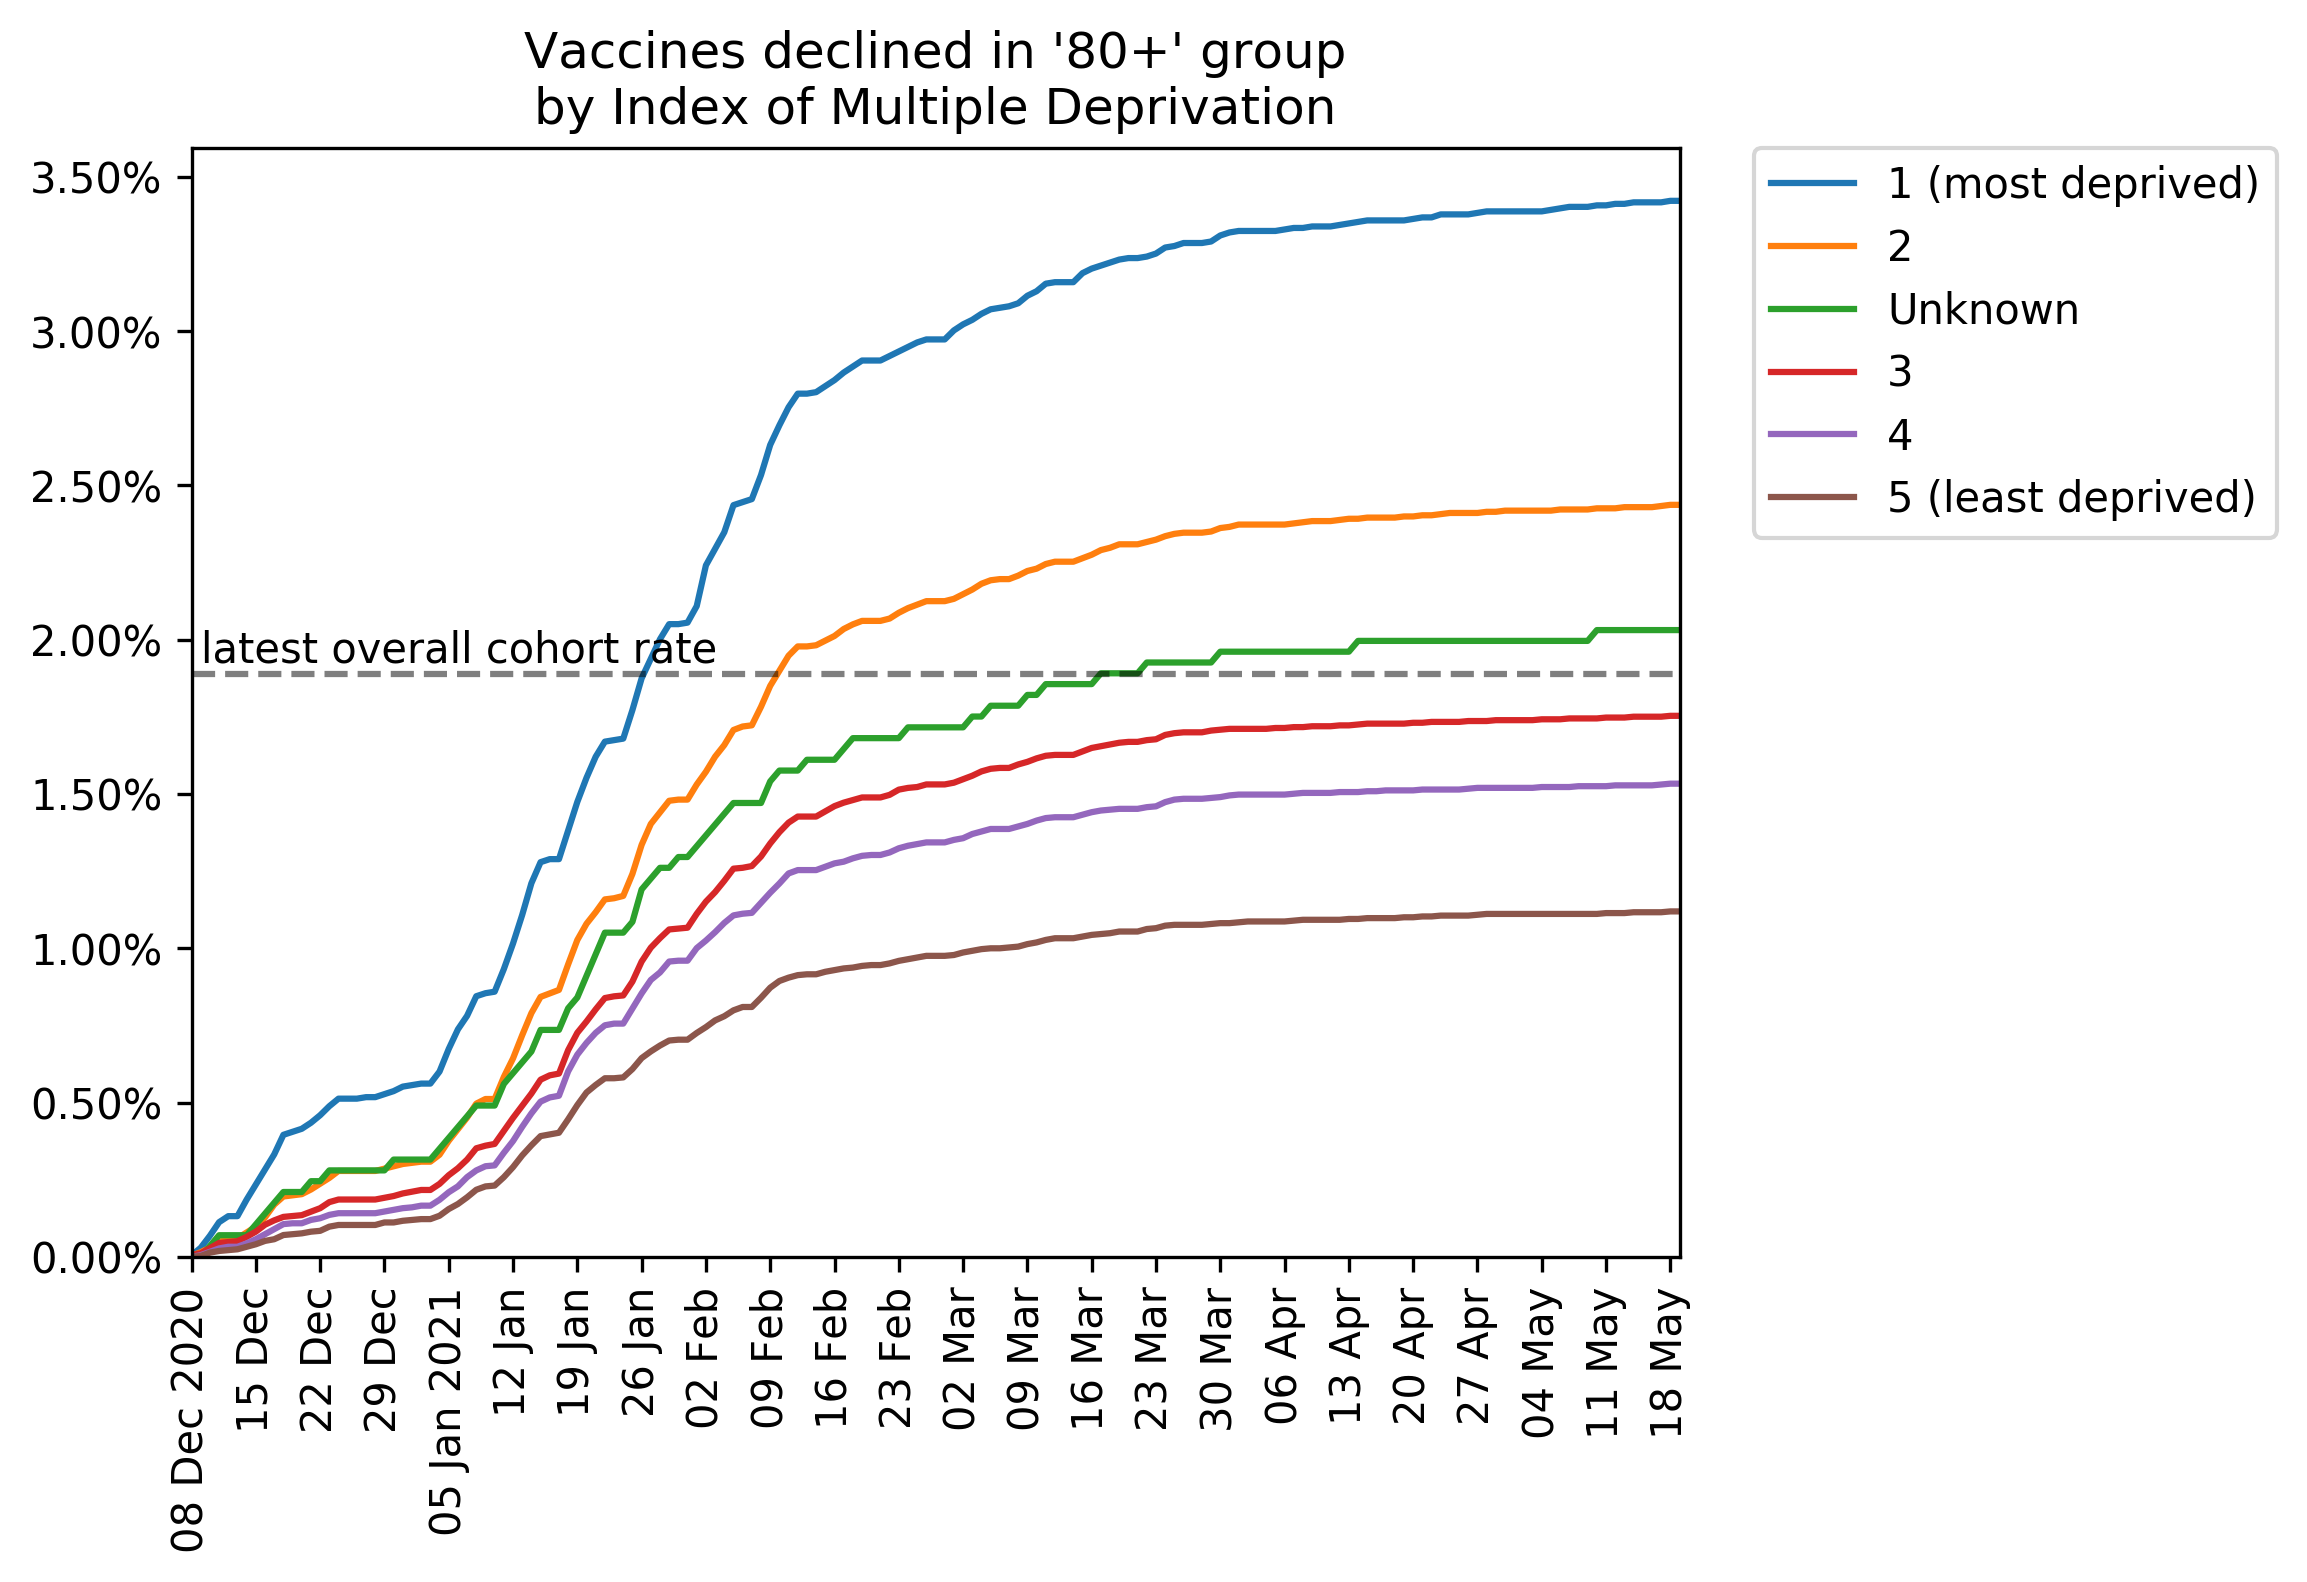 Vaccines declined in '80+' group
by Index of Multiple Deprivation
3.50%
3.00%
2.50%
2.00%
1.50%
1.00%
0.50%
0.00%
latest overall cohort rate
08 Dec 2020
15 Dec
22 Dec
29 Dec
05 Jan 2021
12 Jan
19 Jan
26 Jan
02 Feb
09 Feb
16 Feb
23 Feb
02 Mar
09 Mar
16 Mar
23 Mar
30 Mar
06 Apr
13 Apr
20 Apr
27 Apr
04 May
11 May
18 May
1 (most deprived)
2
Unknown
3
4
5 (least deprived)